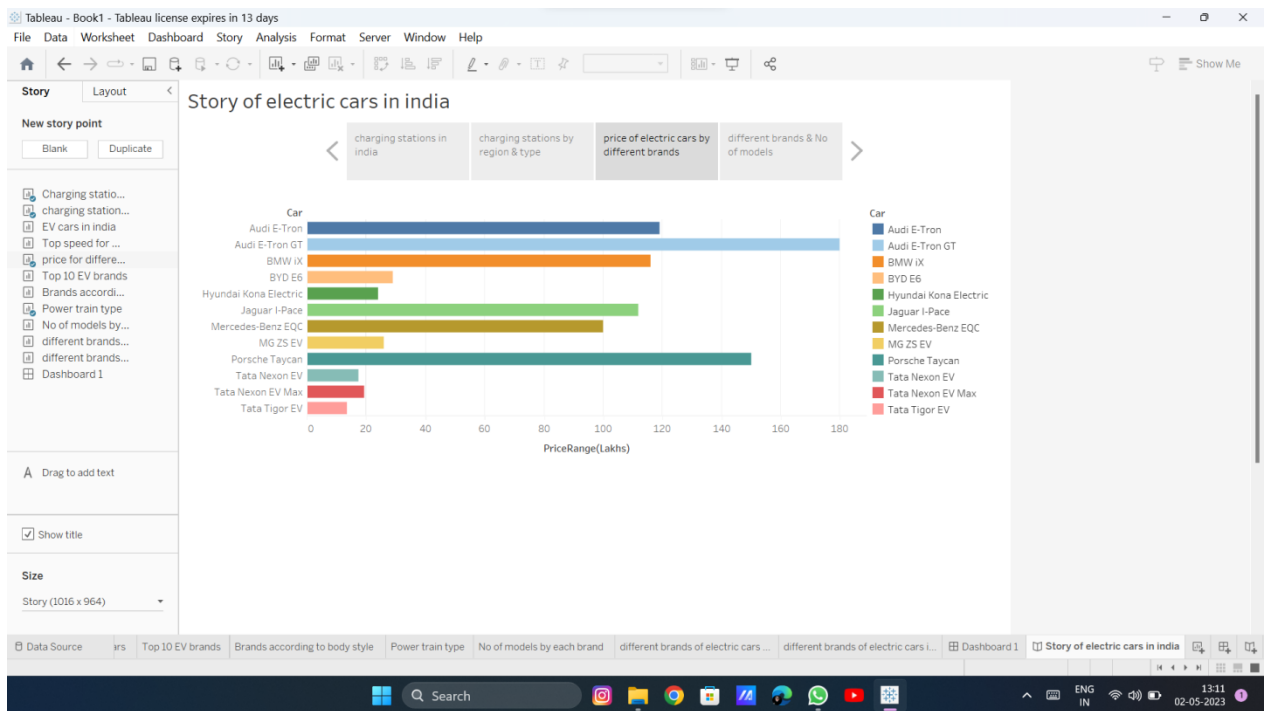 Tableau - Book1 - Tableau license expires in 13 days
File Data Worksheet Dashboard Story Analysis Format Server Window Help
Show Me
Story Layout
New story point
Blank Duplicate
Charging statio...
charging station...
EV cars in india
Top speed for ...
price for differe...
Top 10 EV brands
Brands accordi...
Power train type
No of models by...
different brands...
different brands...
Dashboard 1
A Drag to add text
Show title
Size
Story (1016 x 964)
Story of electric cars in india
charging stations in
india
charging stations by
region & type
price of electric cars by
different brands
different brands & No
of models
Car
Audi E-Tron
Audi E-Tron GT
BMW iX
BYD E6
Hyundai Kona Electric
Jaguar I-Pace
Mercedes-Benz EQC
MG ZS EV
Porsche Taycan
Tata Nexon EV
Tata Nexon EV Max
Tata Tigor EV
0 20 40 60 80 100 120 140 160 180
PriceRange(Lakhs)
Car
Audi E-Tron
Audi E-Tron GT
BMW iX
BYD E6
Hyundai Kona Electric
Jaguar I-Pace
Mercedes-Benz EQC
MG ZS EV
Porsche Taycan
Tata Nexon EV
Tata Nexon EV Max
Tata Tigor EV
Data Source ars Top 10 EV brands Brands according to body style Power train type No of models by each brand different brands of electric cars ... different brands of electric cars i... Dashboard 1 Story of electric cars in india
Search
ENG
IN
13:11
02-05-2023
1